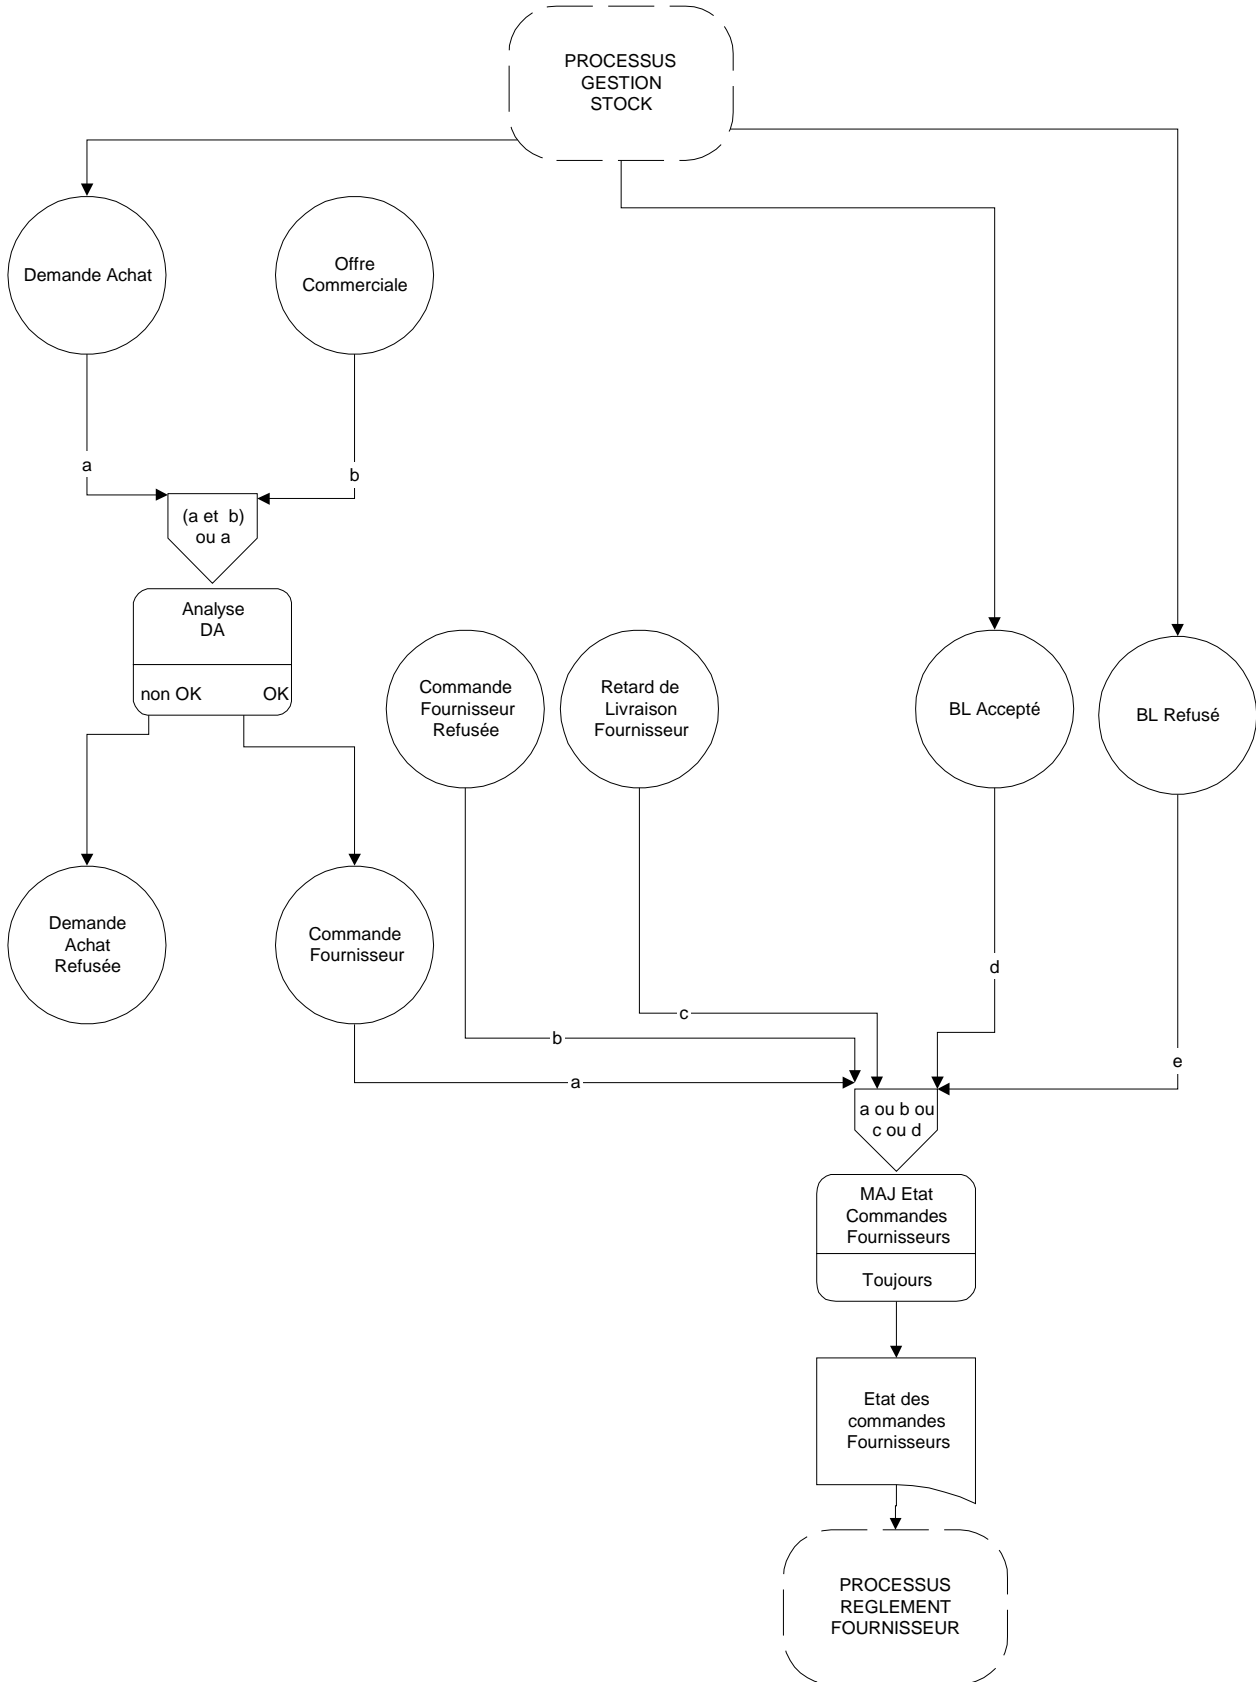 PROCESSUS
GESTION
STOCK
Demande Achat
Offre
Commerciale
a
b
(a et b)
ou a
Analyse
DA
non OK
OK
Commande
Fournisseur
Refusée
Retard de
Livraison
Fournisseur
BL Accepté
BL Refusé
Demande
Achat
Refusée
Commande
Fournisseur
d
c
b
e
a
a ou b ou
c ou d
MAJ Etat
Commandes
Fournisseurs
Toujours
Etat des
commandes
Fournisseurs
PROCESSUS
REGLEMENT
FOURNISSEUR